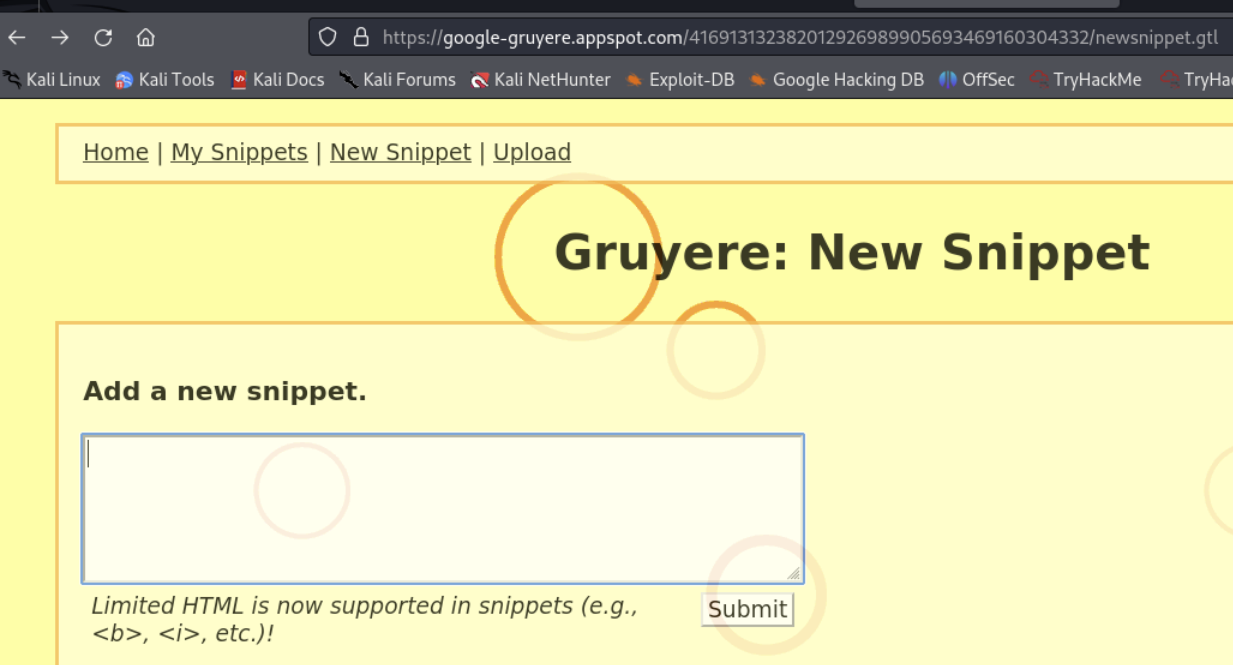 https://google-gruyere.appspot.com/416913132382012926989905693469160304332/newsnippet.gtl
Kali Linux Kali Tools Kali Docs Kali Forums Kali NetHunter Exploit-DB Google Hacking DB OffSec TryHackMe
Home | My Snippets | New Snippet | Upload
Gruyere: New Snippet
Add a new snippet.
Limited HTML is now supported in snippets (e.g.,
<b>, <i>, etc.)!
Submit